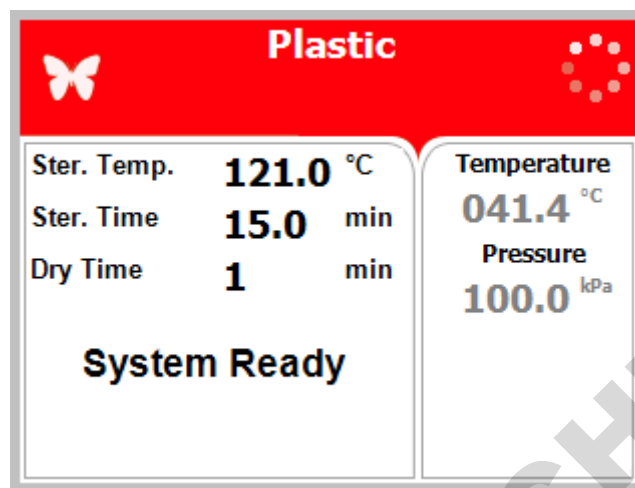 Plastic
Ster. Temp. 121.0 °C
Ster. Time 15.0 min
Dry Time 1 min
System Ready
Temperature
041.4 °C
Pressure
100.0 kPa